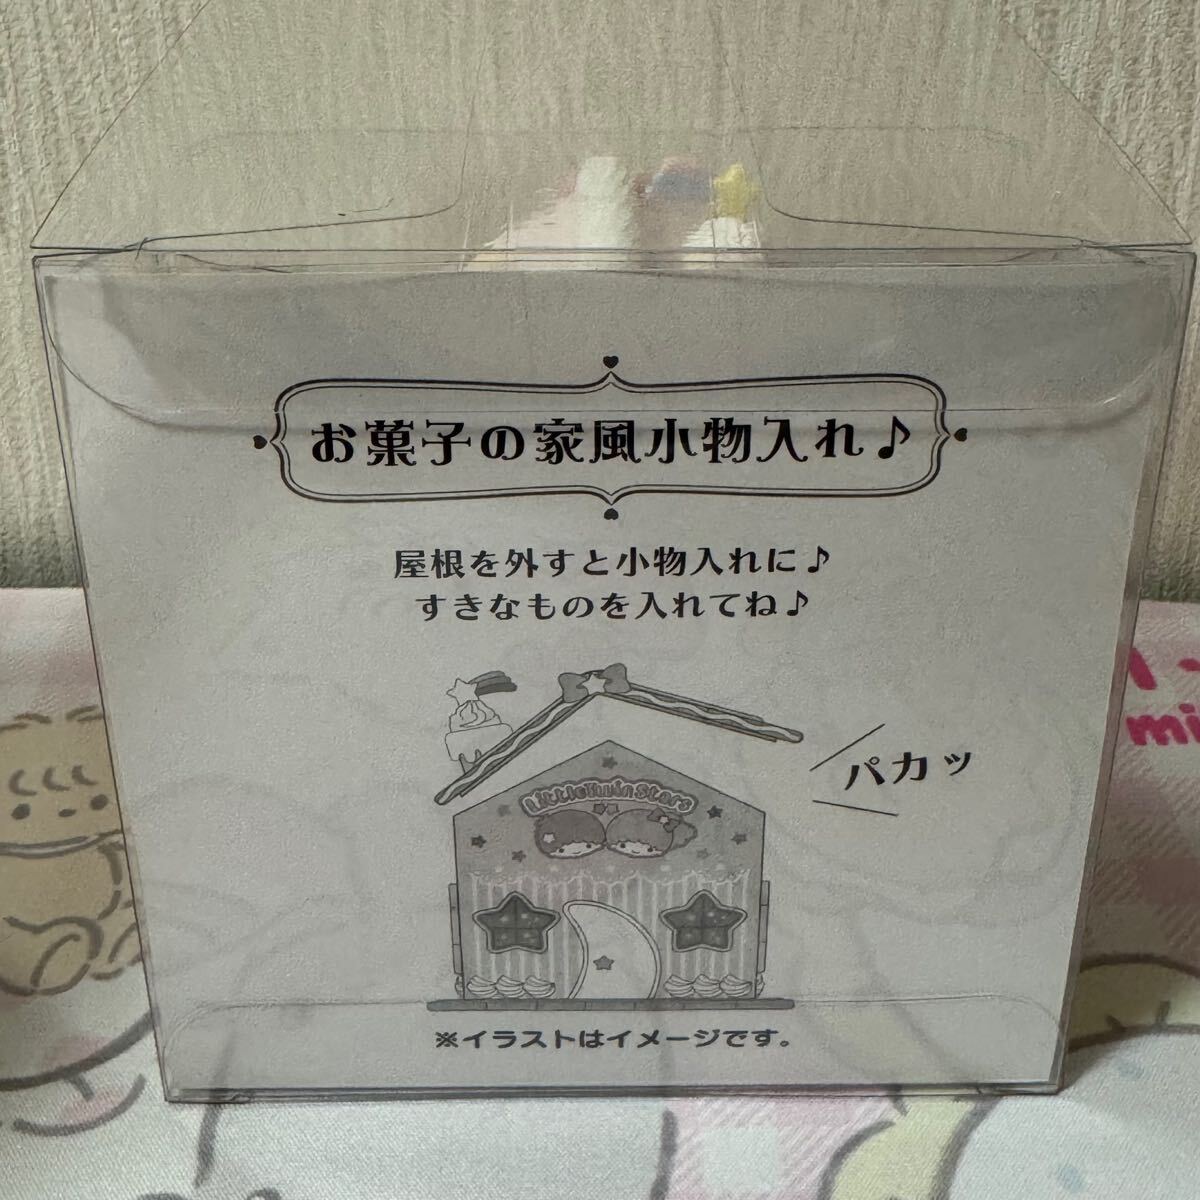 お菓子の家風小物入れ♪
屋根を外すと小物入れに♪
すきなものを入れてね♪
パカッ
LittleTwinStars
※イラストはイメージです。
mi